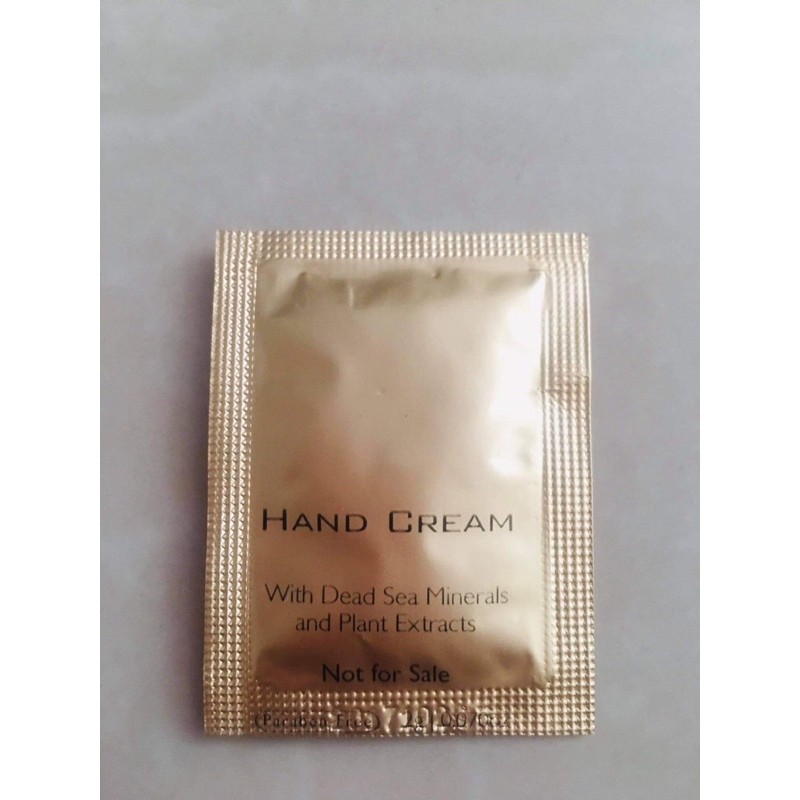 HAND CREAM
With Dead Sea Minerals
and Plant Extracts
Not for Sale
(Paraben Free)